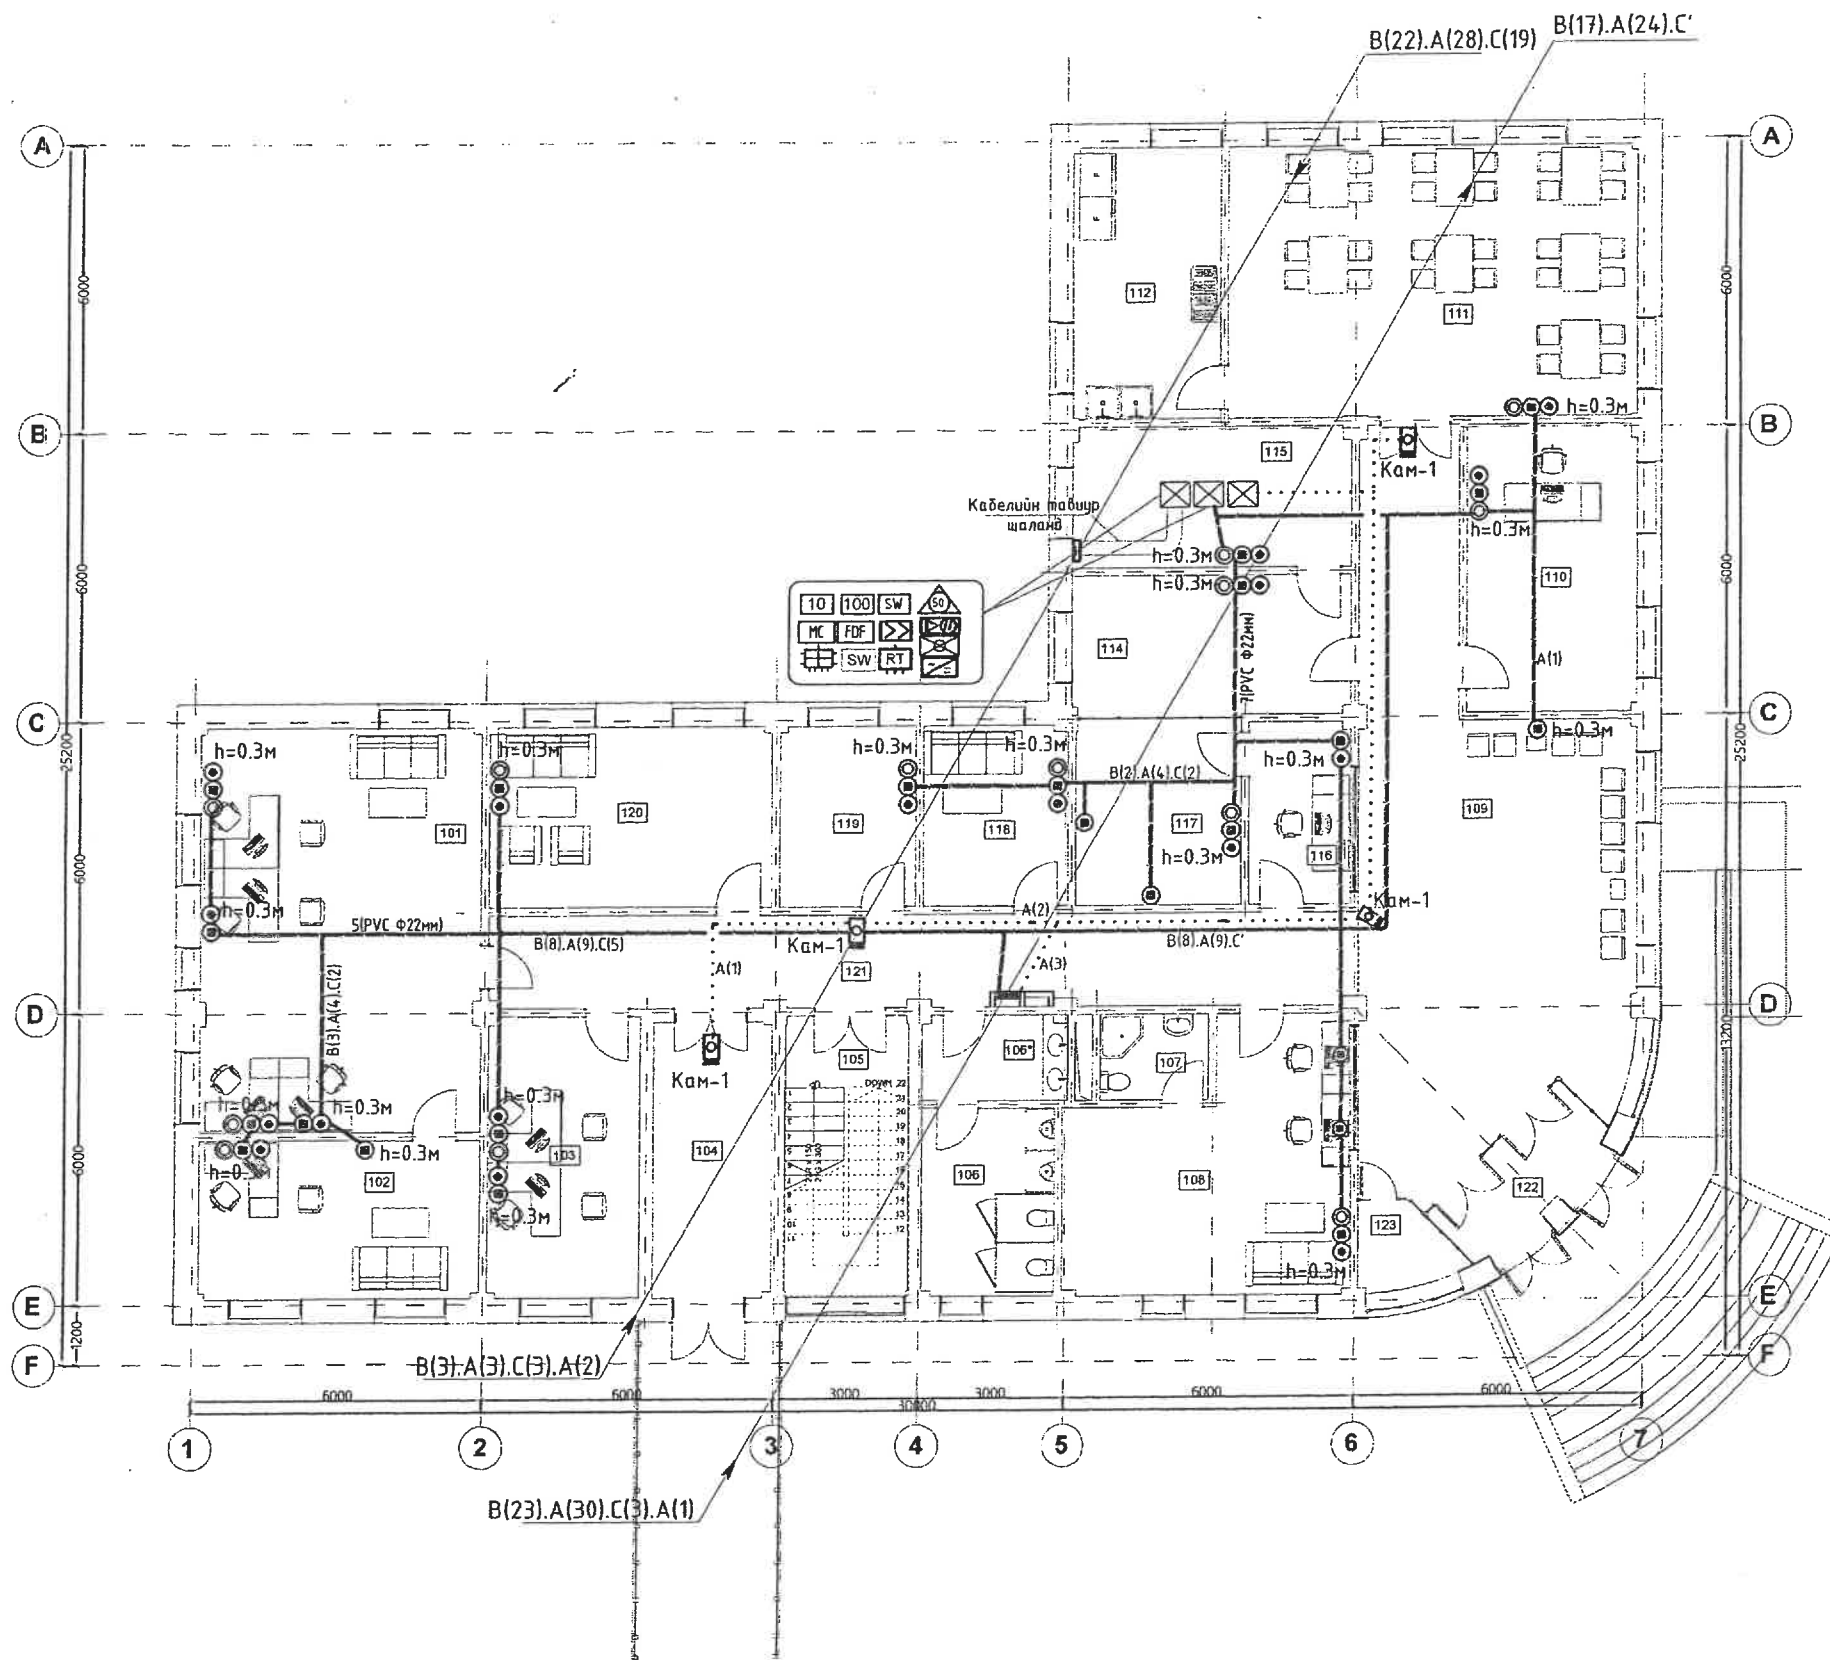 B(22).A(28).C(19)
B(17).A(24).C'
A
A
6000
6000
112
111
h=0.3м
B
B
115
Кам-1
Кабелийн тавиур
шаланд
h=0.3м
h=0.3м
h=0.3м
6000
6000
110
10
100
SW
50
MC
FDF
SW
RT
114
7(PVC Ф22мм)
A(1)
C
C
25200
25200
h=0.3м
h=0.3м
h=0.3м
h=0.3м
h=0.3м
h=0.3м
B(2).A(4).C(2)
101
120
119
118
117
116
109
h=0.3м
6000
h=0.3м
Кам-1
5(PVC Ф22мм)
B(8).A(9).C(5)
Кам-1
A(2)
B(8).A(9).C'
A(1)
121
A(3)
D
D
13200
B(3).A(4).C(2)
105
106*
107
Кам-1
DOWN
22
h=0.3м
h=0.3м
h=0.3м
h=0.3м
102
103
104
106
108
122
123
6000
h=0.3м
h=0.3м
E
E
1200
F
F
B(3).A(3).C(3).A(2)
6000
6000
3000
3000
6000
6000
30000
1
2
3
4
5
6
7
B(23).A(30).C(3).A(1)